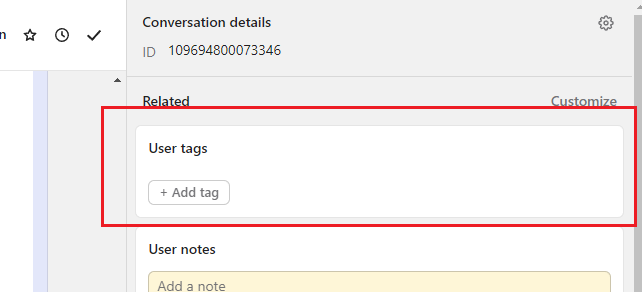 n
Conversation details
ID 109694800073346
Related Customize
User tags
+ Add tag
User notes
Add a note